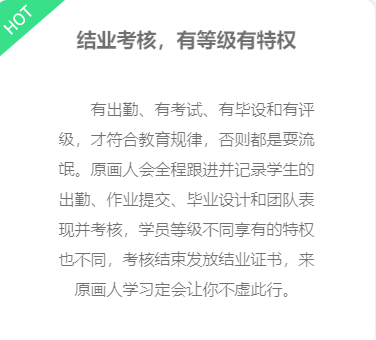 HOT
结业考核，有等级有特权
有出勤、有考试、有毕设和有评
级，才符合教育规律，否则都是耍流
氓。原画人会全程跟进并记录学生的
出勤、作业提交、毕业设计和团队表
现并考核，学员等级不同享有的特权
也不同，考核结束发放结业证书，来
原画人学习定会让你不虚此行。